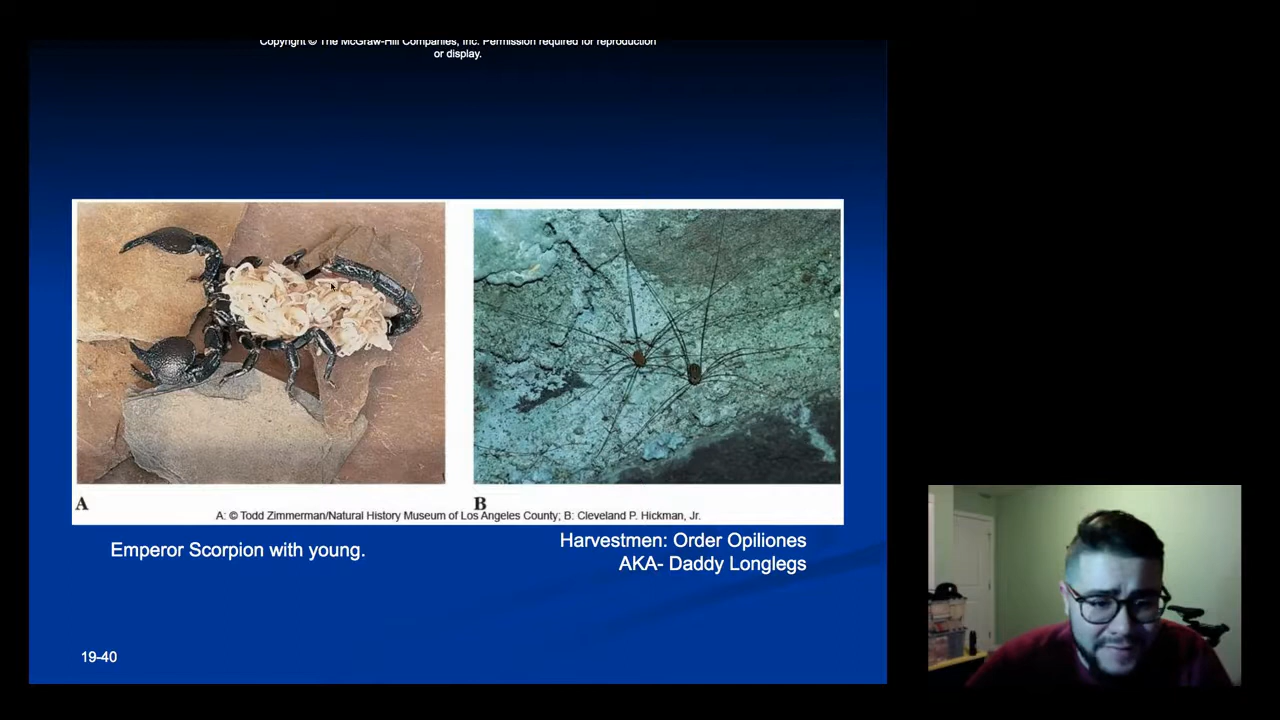 Copyright © The McGraw-Hill Companies, Inc. Permission required for reproduction
or display.
A
B
A: © Todd Zimmerman/Natural History Museum of Los Angeles County; B: Cleveland P. Hickman, Jr.
Emperor Scorpion with young.
Harvestmen: Order Opiliones
AKA- Daddy Longlegs
19-40